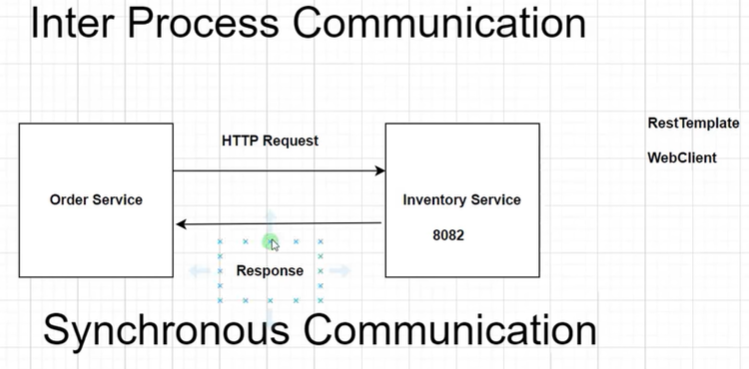 Inter Process Communication
HTTP Request
RestTemplate
WebClient
Order Service
Inventory Service
8082
Response
Synchronous Communication